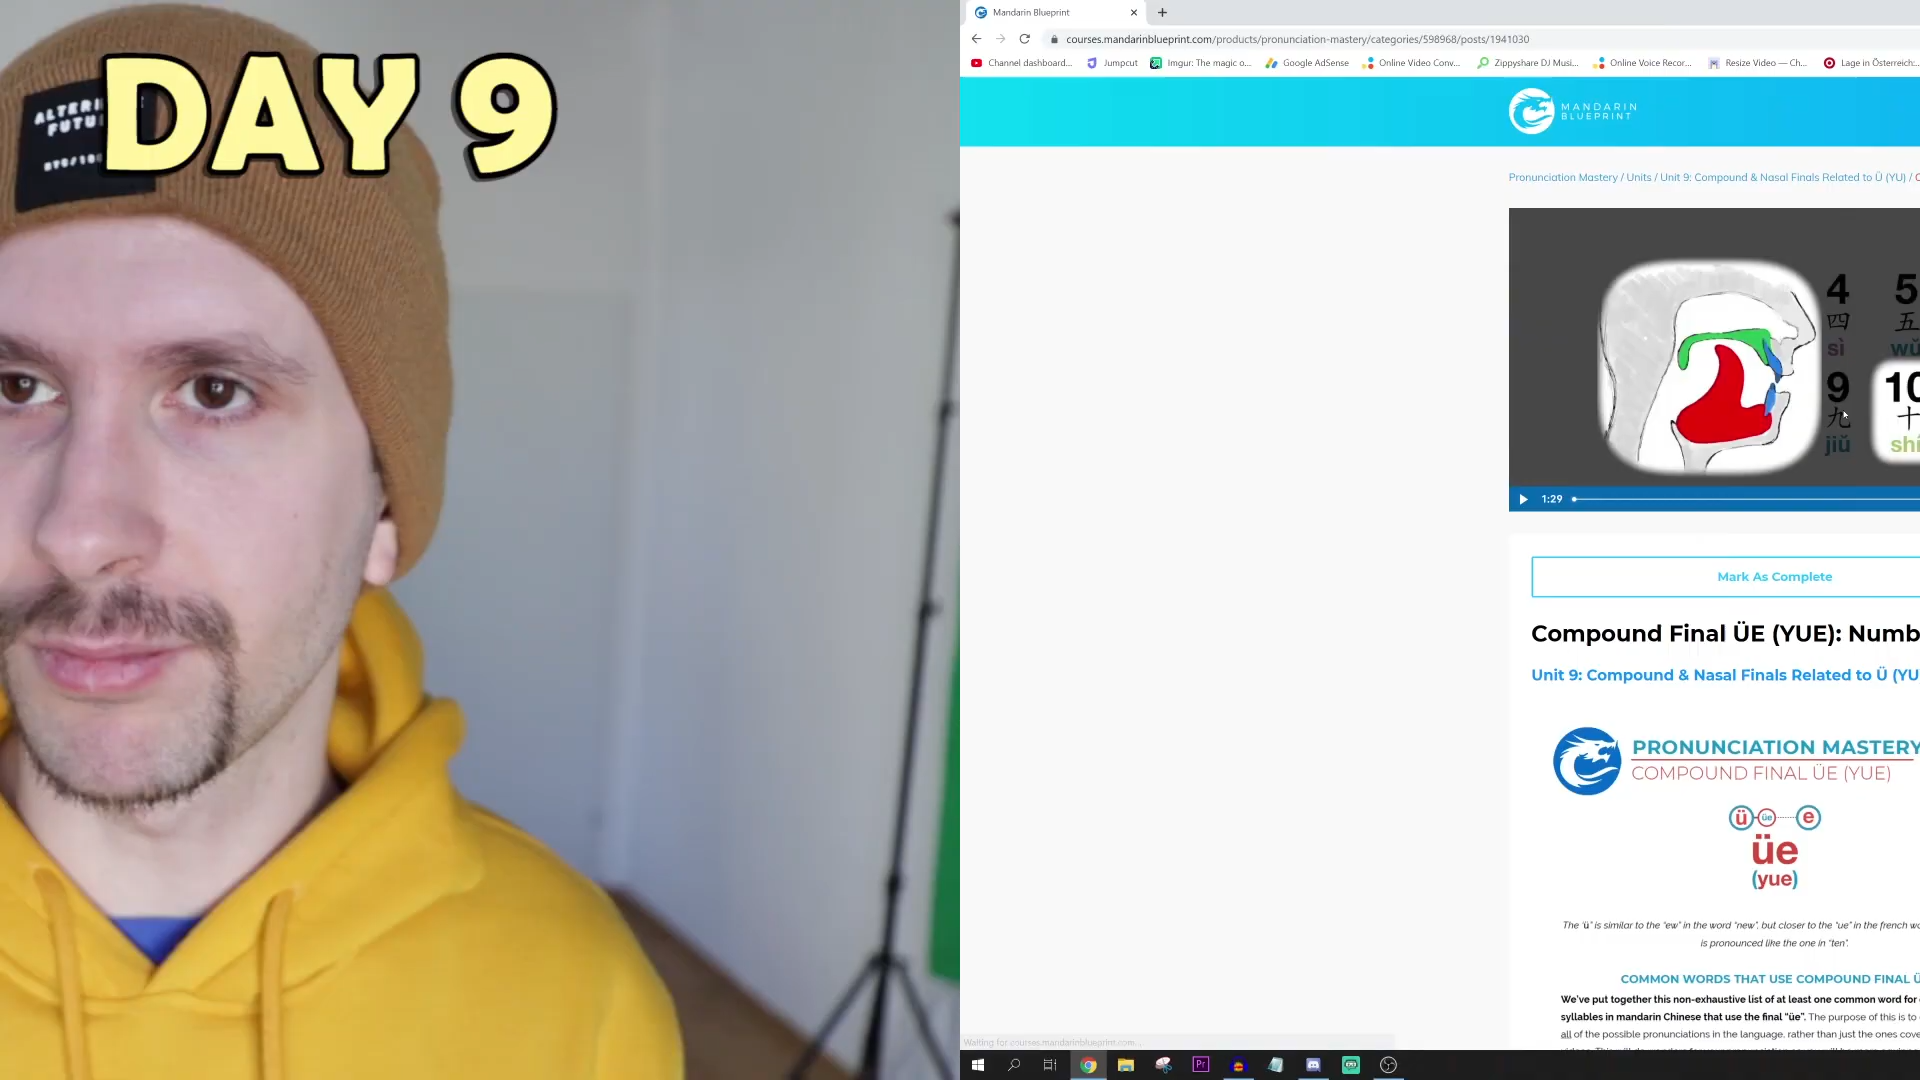 DAY 9
Mandarin Blueprint
courses.mandarinblueprint.com/products/pronunciation-mastery/categories/598968/posts/1941030
Channel dashboard... Jumpcut Imgur: The magic o... Google AdSense Online Video Conv... Zippyshare DJ Musi... Online Voice Recor... Resize Video — Ch... Lage in Österreich:...
MANDARIN
BLUEPRINT
Pronunciation Mastery / Units / Unit 9: Compound & Nasal Finals Related to Ü (YU) /
4 5
四 五
sì
9 10
九 十
jiǔ
1:29
Mark As Complete
Compound Final ÜE (YUE):
Unit 9: Compound & Nasal Finals Related to Ü
PRONUNCIATION MASTERY
COMPOUND FINAL ÜE (YUE)
ü üe e
üe
(yue)
The "ü" is similar to the "ew" in the word "new", but closer to the "ue" in the french
is pronounced like the one in "ten".
COMMON WORDS THAT USE COMPOUND FINAL
We've put together this non-exhaustive list of at least one common word for
syllables in mandarin Chinese that use the final "üe". The purpose of this is to
all of the possible pronunciations in the language, rather than just the ones
Waiting for courses.mandarinblueprint.com...
Pr